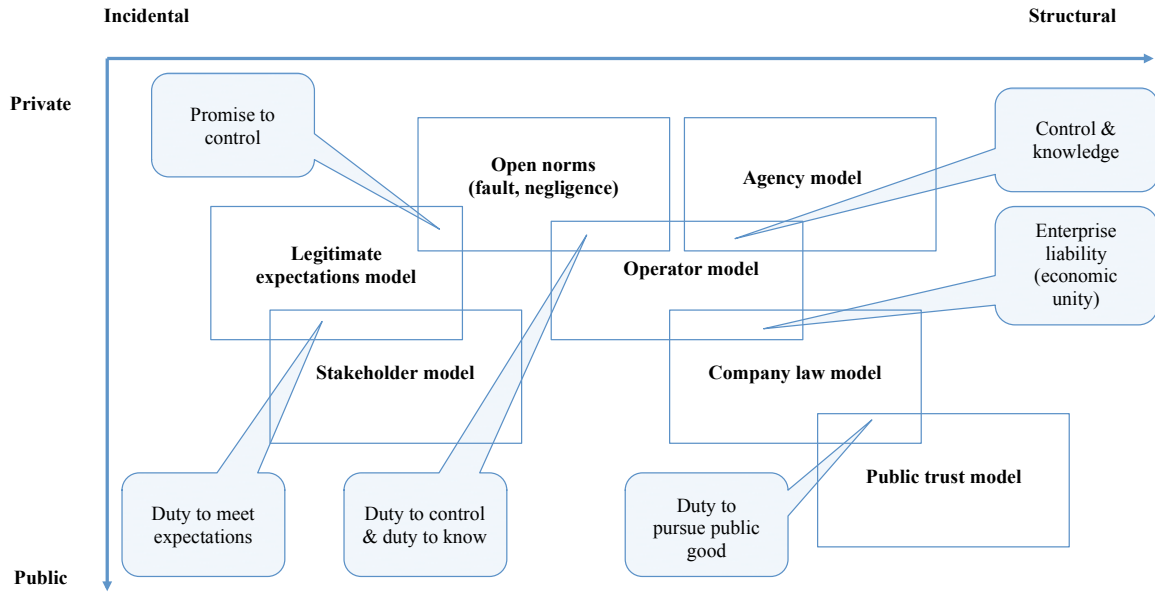 Incidental
Structural
Private
Promise to
control
Open norms
(fault, negligence)
Agency model
Control &
knowledge
Legitimate
expectations model
Operator model
Enterprise
liability
(economic
unity)
Stakeholder model
Company law model
Public trust model
Duty to meet
expectations
Duty to control
& duty to know
Duty to
pursue public
good
Public